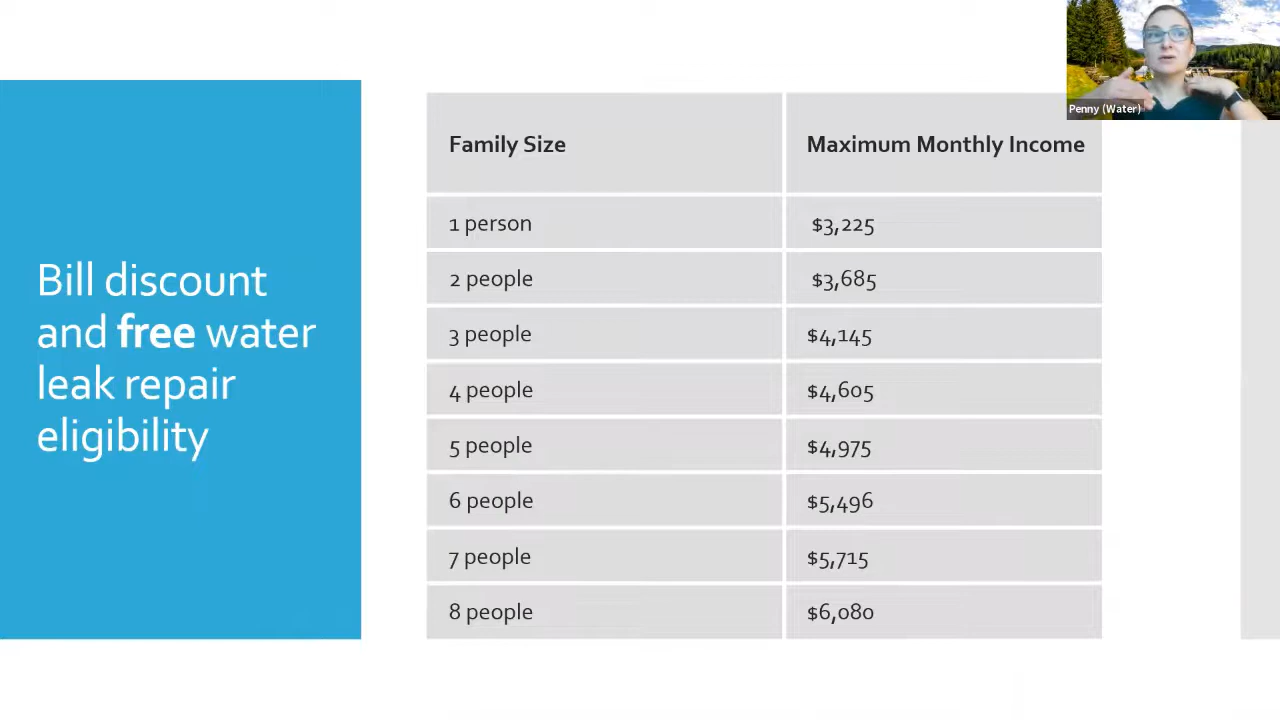 Penny (Water)
Bill discount
and free water
leak repair
eligibility
Family Size Maximum Monthly Income
1 person $3,225
2 people $3,685
3 people $4,145
4 people $4,605
5 people $4,975
6 people $5,496
7 people $5,715
8 people $6,080